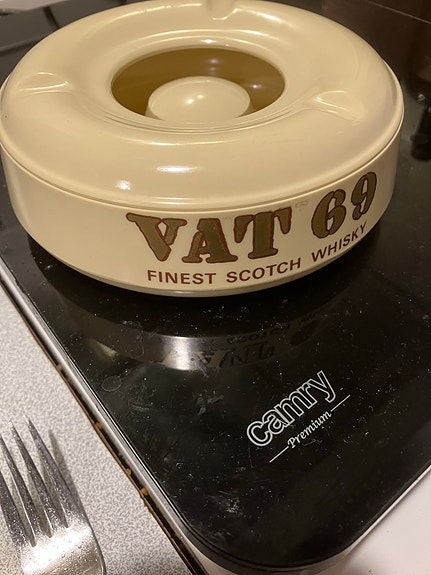 VAT 69
FINEST SCOTCH WHISKY
camry
Premium